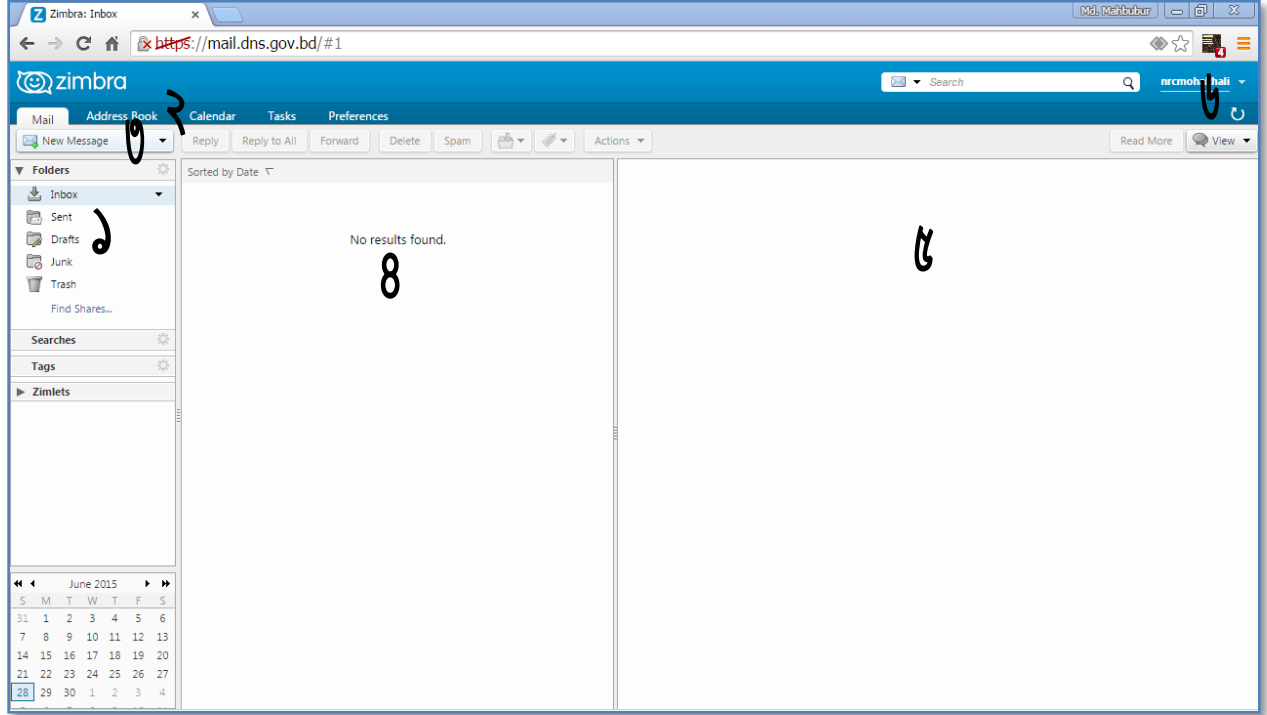 Zimbra: Inbox
Md. Mahbubur
https://mail.dns.gov.bd/#1
4
zimbra
Search
২
৬
Mail Address Book Calendar Tasks Preferences
New Message Reply Reply to All Forward Delete Spam Actions Read More View
৩
Folders
Sorted by Date
Inbox
Sent
Drafts
১
No results found.
৫
Junk
৪
Trash
Find Shares...
Searches
Tags
Zimlets
June 2015
S M T W T F S
31 1 2 3 4 5 6
7 8 9 10 11 12 13
14 15 16 17 18 19 20
21 22 23 24 25 26 27
28 29 30 1 2 3 4